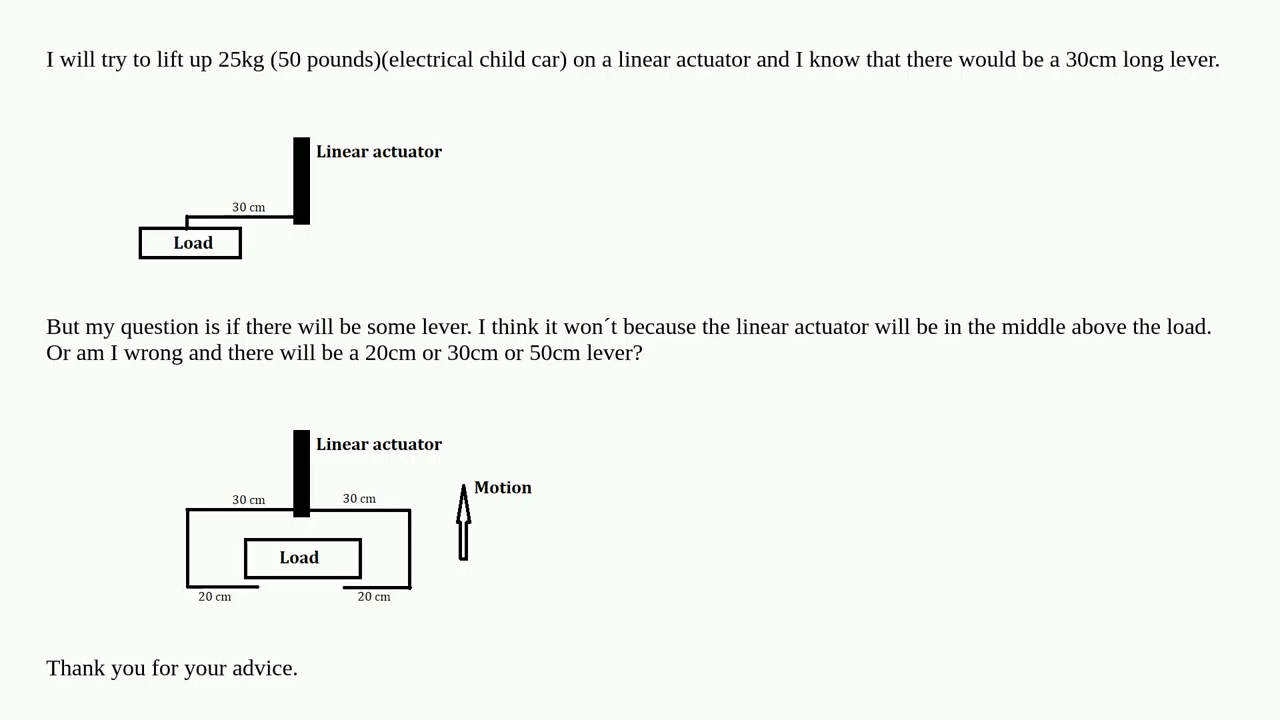 I will try to lift up 25kg (50 pounds)(electrical child car) on a linear actuator and I know that there would be a 30cm long lever.
Linear actuator
30 cm
Load
But my question is if there will be some lever. I think it won´t because the linear actuator will be in the middle above the load.
Or am I wrong and there will be a 20cm or 30cm or 50cm lever?
Linear actuator
Motion
30 cm
30 cm
Load
20 cm
20 cm
Thank you for your advice.